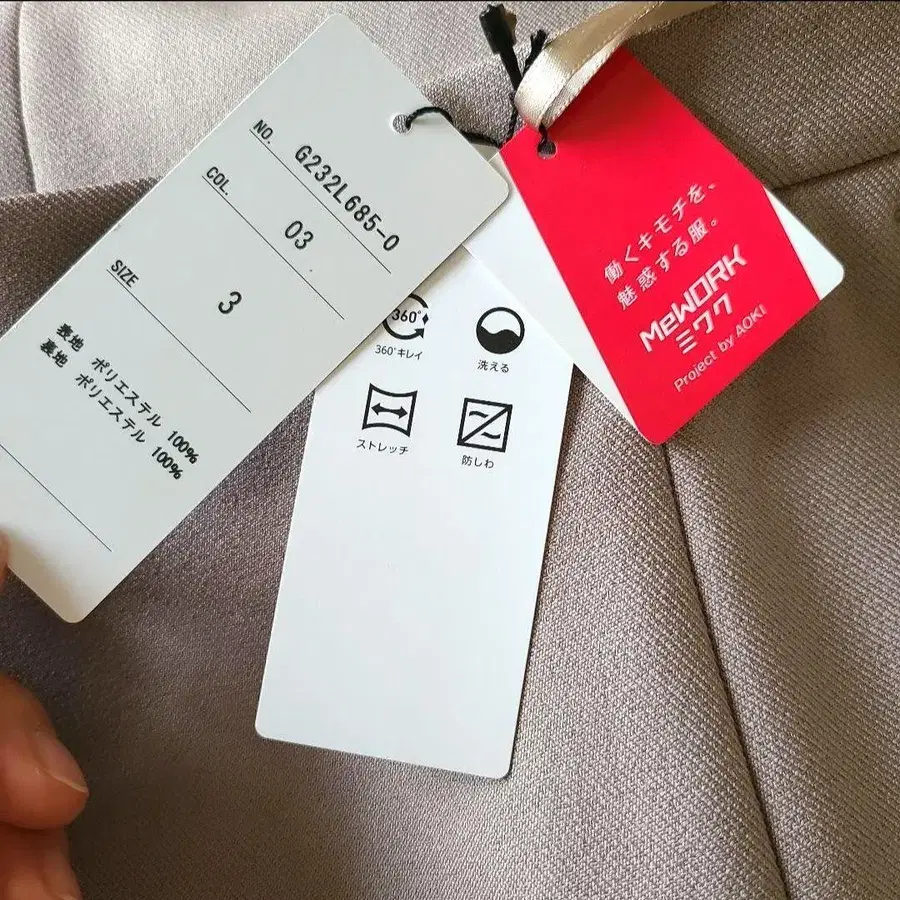 NO.
G232L685-0
COL.
03
SIZE
3
表地 ポリエステル 100%
裏地 ポリエステル 100%
360°
360°キレイ
洗える
ストレッチ
防しわ
働くキモチを、
魅惑する服。
MeWORK
ミワク
Project by AOKI